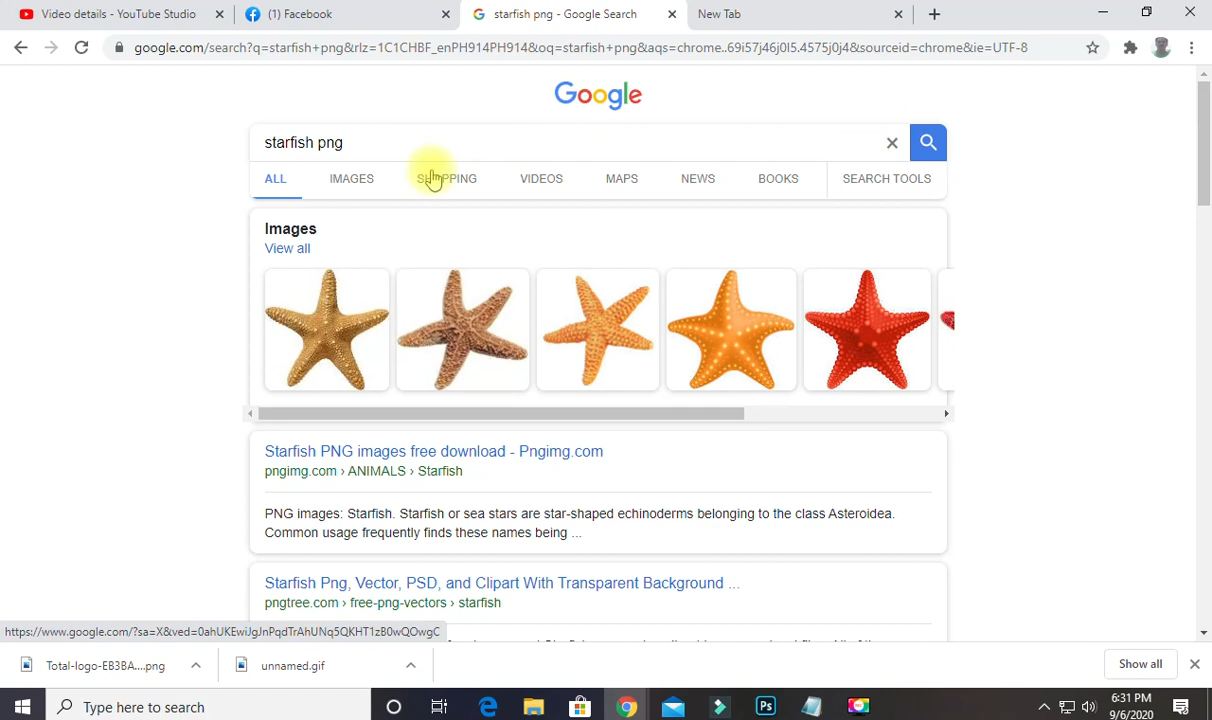 Video details - YouTube Studio
(1) Facebook
starfish png - Google Search
New Tab
google.com/search?q=starfish+png&rlz=1C1CHBF_enPH914PH914&oq=starfish+png&aqs=chrome..69i57j46j0l5.4575j0j4&sourceid=chrome&ie=UTF-8
Google
starfish png
ALL IMAGES SHOPPING VIDEOS MAPS NEWS BOOKS SEARCH TOOLS
Images
View all
Starfish PNG images free download - Pngimg.com
pngimg.com › ANIMALS › Starfish
PNG images: Starfish. Starfish or sea stars are star-shaped echinoderms belonging to the class Asteroidea.
Common usage frequently finds these names being ...
Starfish Png, Vector, PSD, and Clipart With Transparent Background ...
pngtree.com › free-png-vectors › starfish
https://www.google.com/?sa=X&ved=0ahUKEwiJgJnPqdTrAhUNq5QKHT1zB0wQOwgC
Total-logo-EB3BA....png
unnamed.gif
Show all
Type here to search
Ps
6:31 PM
9/6/2020